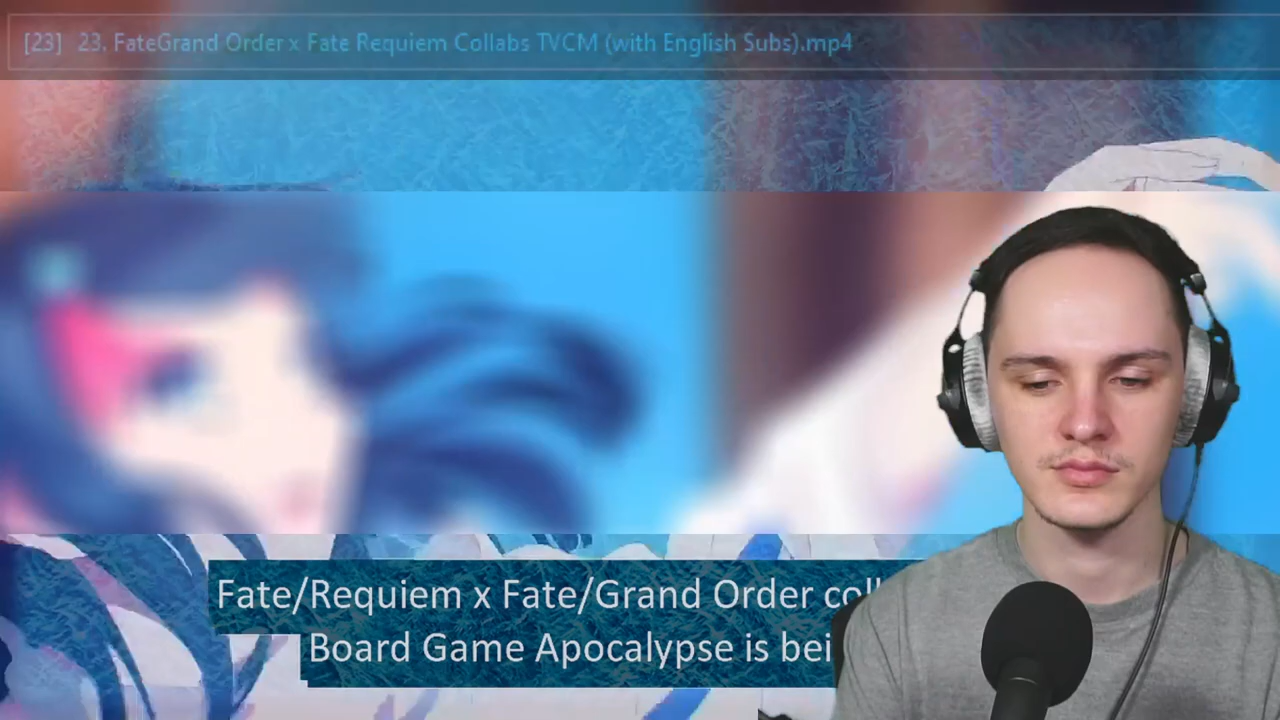 [23] 23. FateGrand Order x Fate Requiem Collabs TVCM (with English Subs).mp4
Fate/Requiem x Fate/Grand Order coll
Board Game Apocalypse is bei